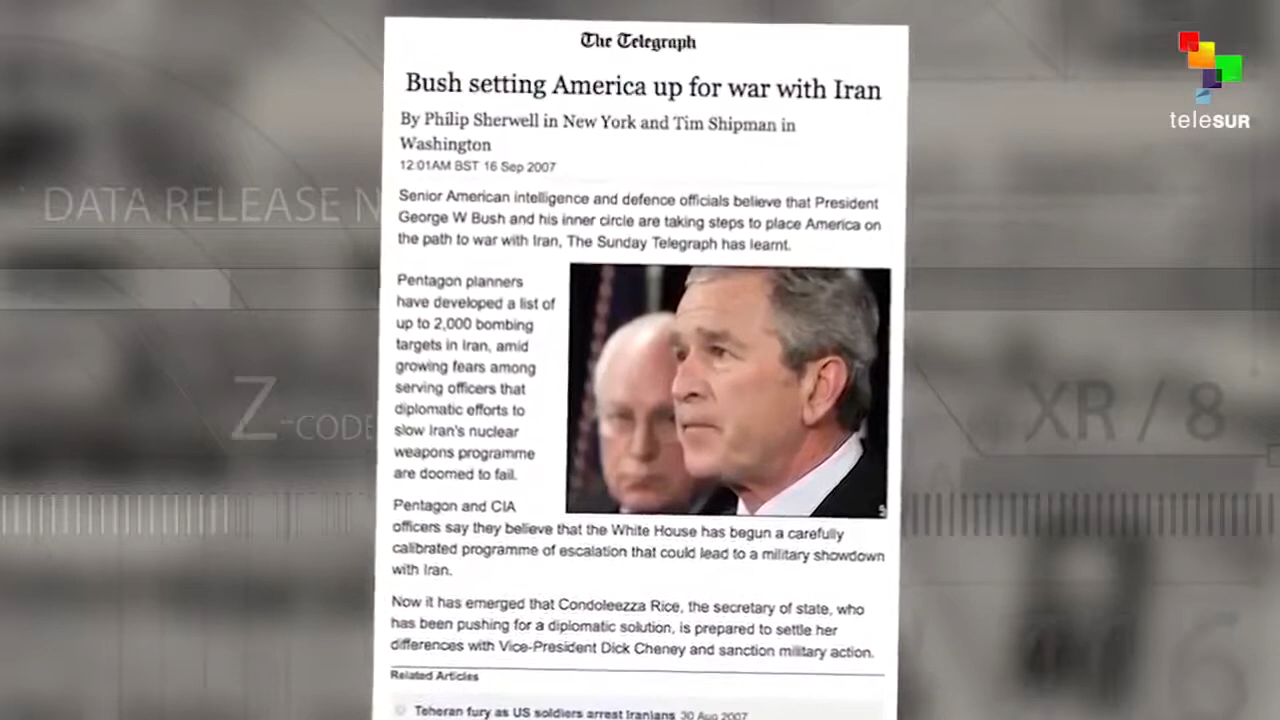 The Telegraph
Bush setting America up for war with Iran
By Philip Sherwell in New York and Tim Shipman in
Washington
12:01AM BST 16 Sep 2007
Senior American intelligence and defence officials believe that President
George W Bush and his inner circle are taking steps to place America on
the path to war with Iran, The Sunday Telegraph has learnt.
Pentagon planners
have developed a list of
up to 2,000 bombing
targets in Iran, amid
growing fears among
serving officers that
diplomatic efforts to
slow Iran's nuclear
weapons programme
are doomed to fail.
Pentagon and CIA
officers say they believe that the White House has begun a carefully
calibrated programme of escalation that could lead to a military showdown
with Iran.
Now it has emerged that Condoleezza Rice, the secretary of state, who
has been pushing for a diplomatic solution, is prepared to settle her
differences with Vice-President Dick Cheney and sanction military action.
Related Articles
Teheran fury as US soldiers arrest Iranians 30 Aug 2007
teleSUR
DATA RELEASE N
Z-CODE
XR / 8
6